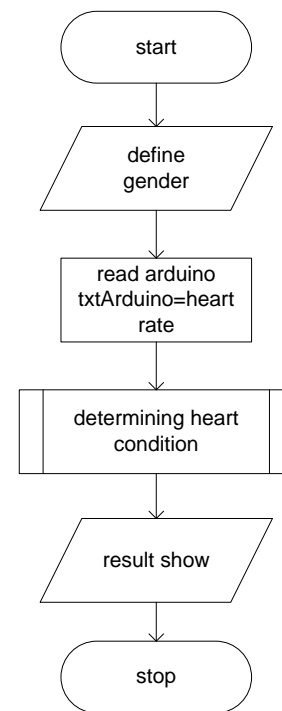 start
define
gender
read arduino
txtArduino=heart
rate
determining heart
condition
result show
stop